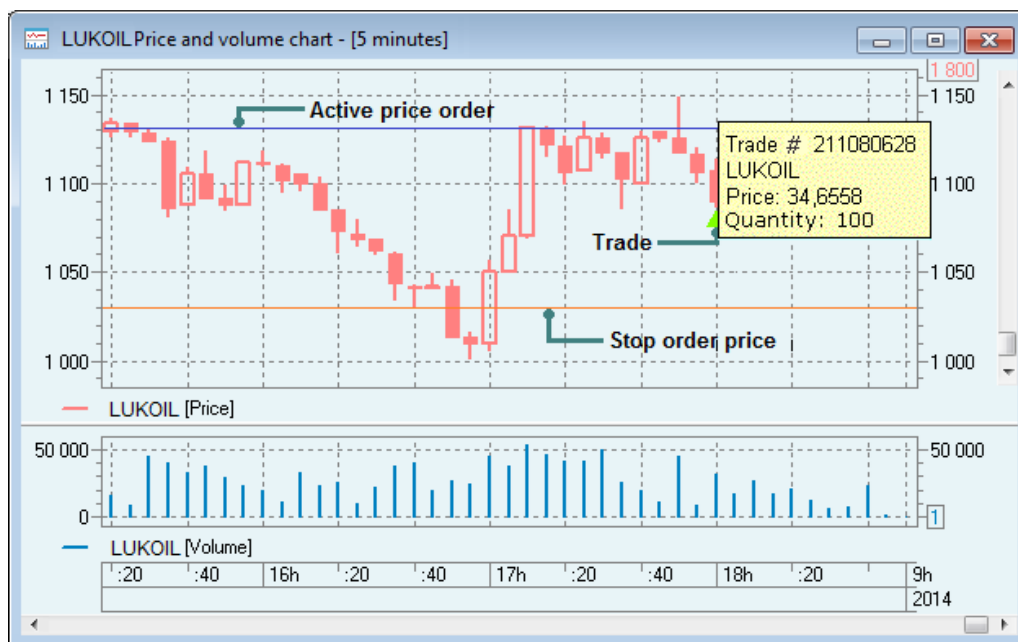 LUKOIL Price and volume chart - [5 minutes]
1 800
1 150
1 150
Active price order
Trade # 211080628
LUKOIL
Price: 34,6558
Quantity: 100
1 100
1 100
Trade
1 050
1 050
Stop order price
1 000
1 000
LUKOIL [Price]
50 000
50 000
0
1
LUKOIL [Volume]
:20 :40 16h :20 :40 17h :20 :40 18h :20 9h
2014